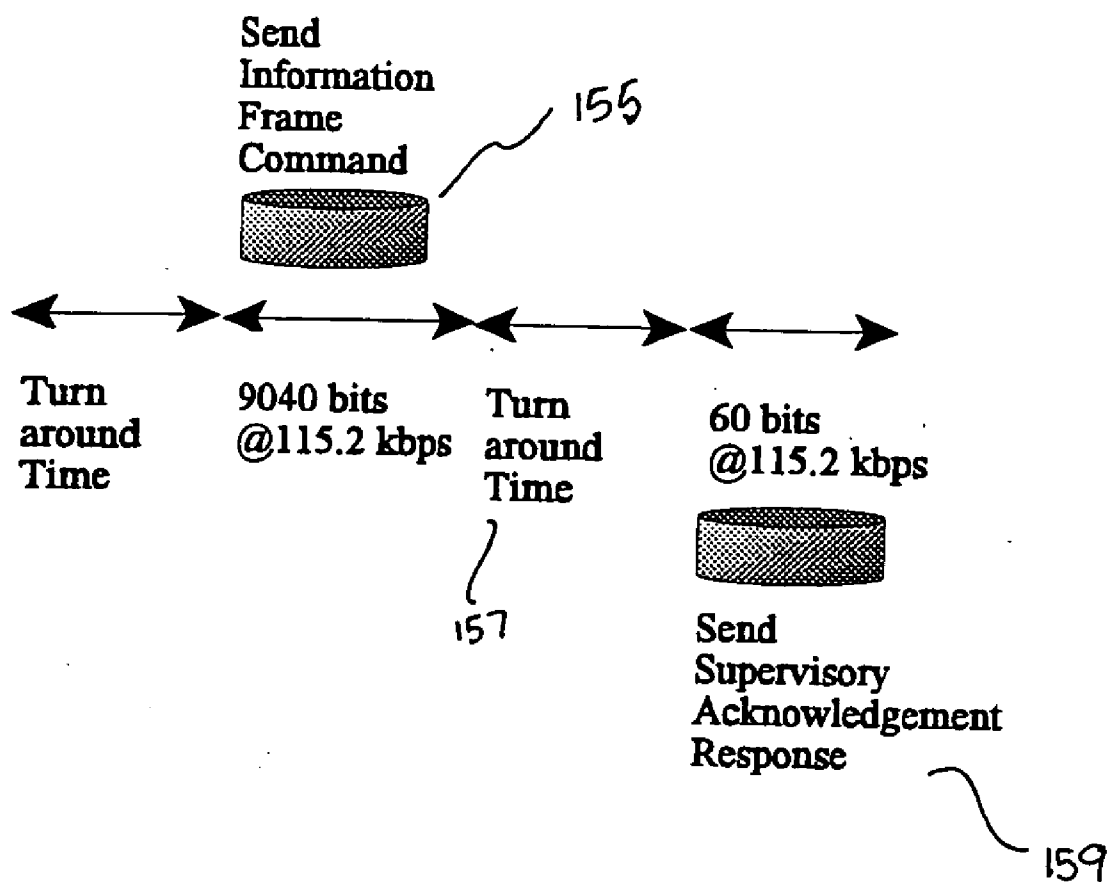 Send
Information
Frame
Command
155
Turn
around
Time
9040 bits
@115.2 kbps
Turn
around
Time
60 bits
@115.2 kbps
157
Send
Supervisory
Acknowledgement
Response
159